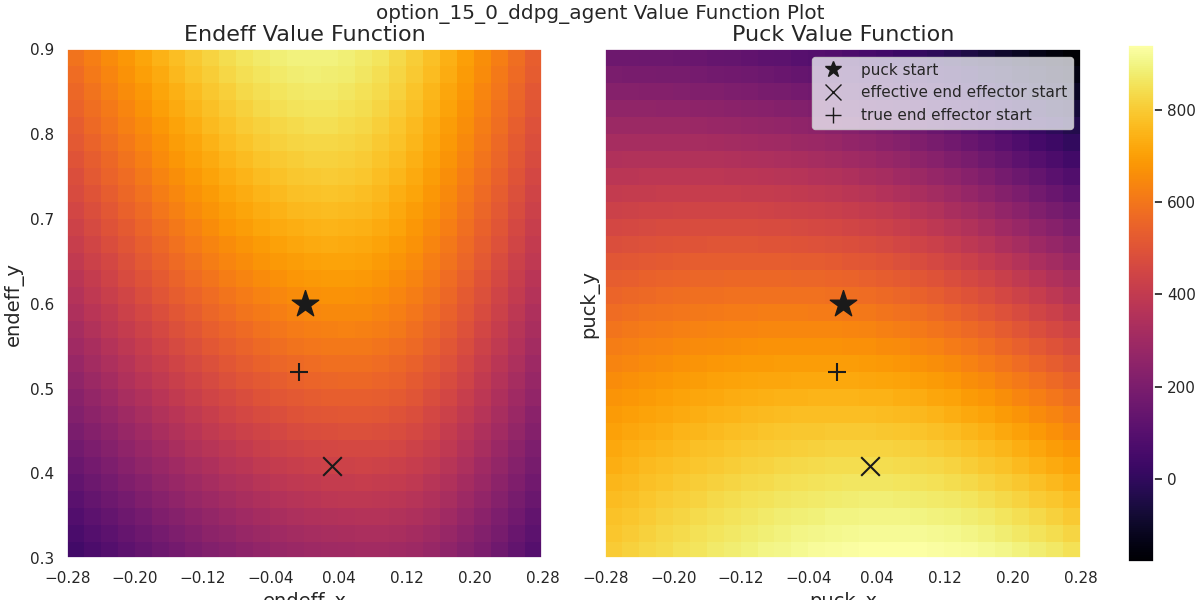 option_15_0_ddpg_agent Value Function Plot
Endeff Value Function
Puck Value Function
puck start
effective end effector start
true end effector start
0.9
0.8
0.7
0.6
0.5
0.4
0.3
endeff_y
puck_y
800
600
400
200
0
−0.28 −0.20 −0.12 −0.04 0.04 0.12 0.20 0.28
−0.28 −0.20 −0.12 −0.04 0.04 0.12 0.20 0.28
endeff_x
puck_x